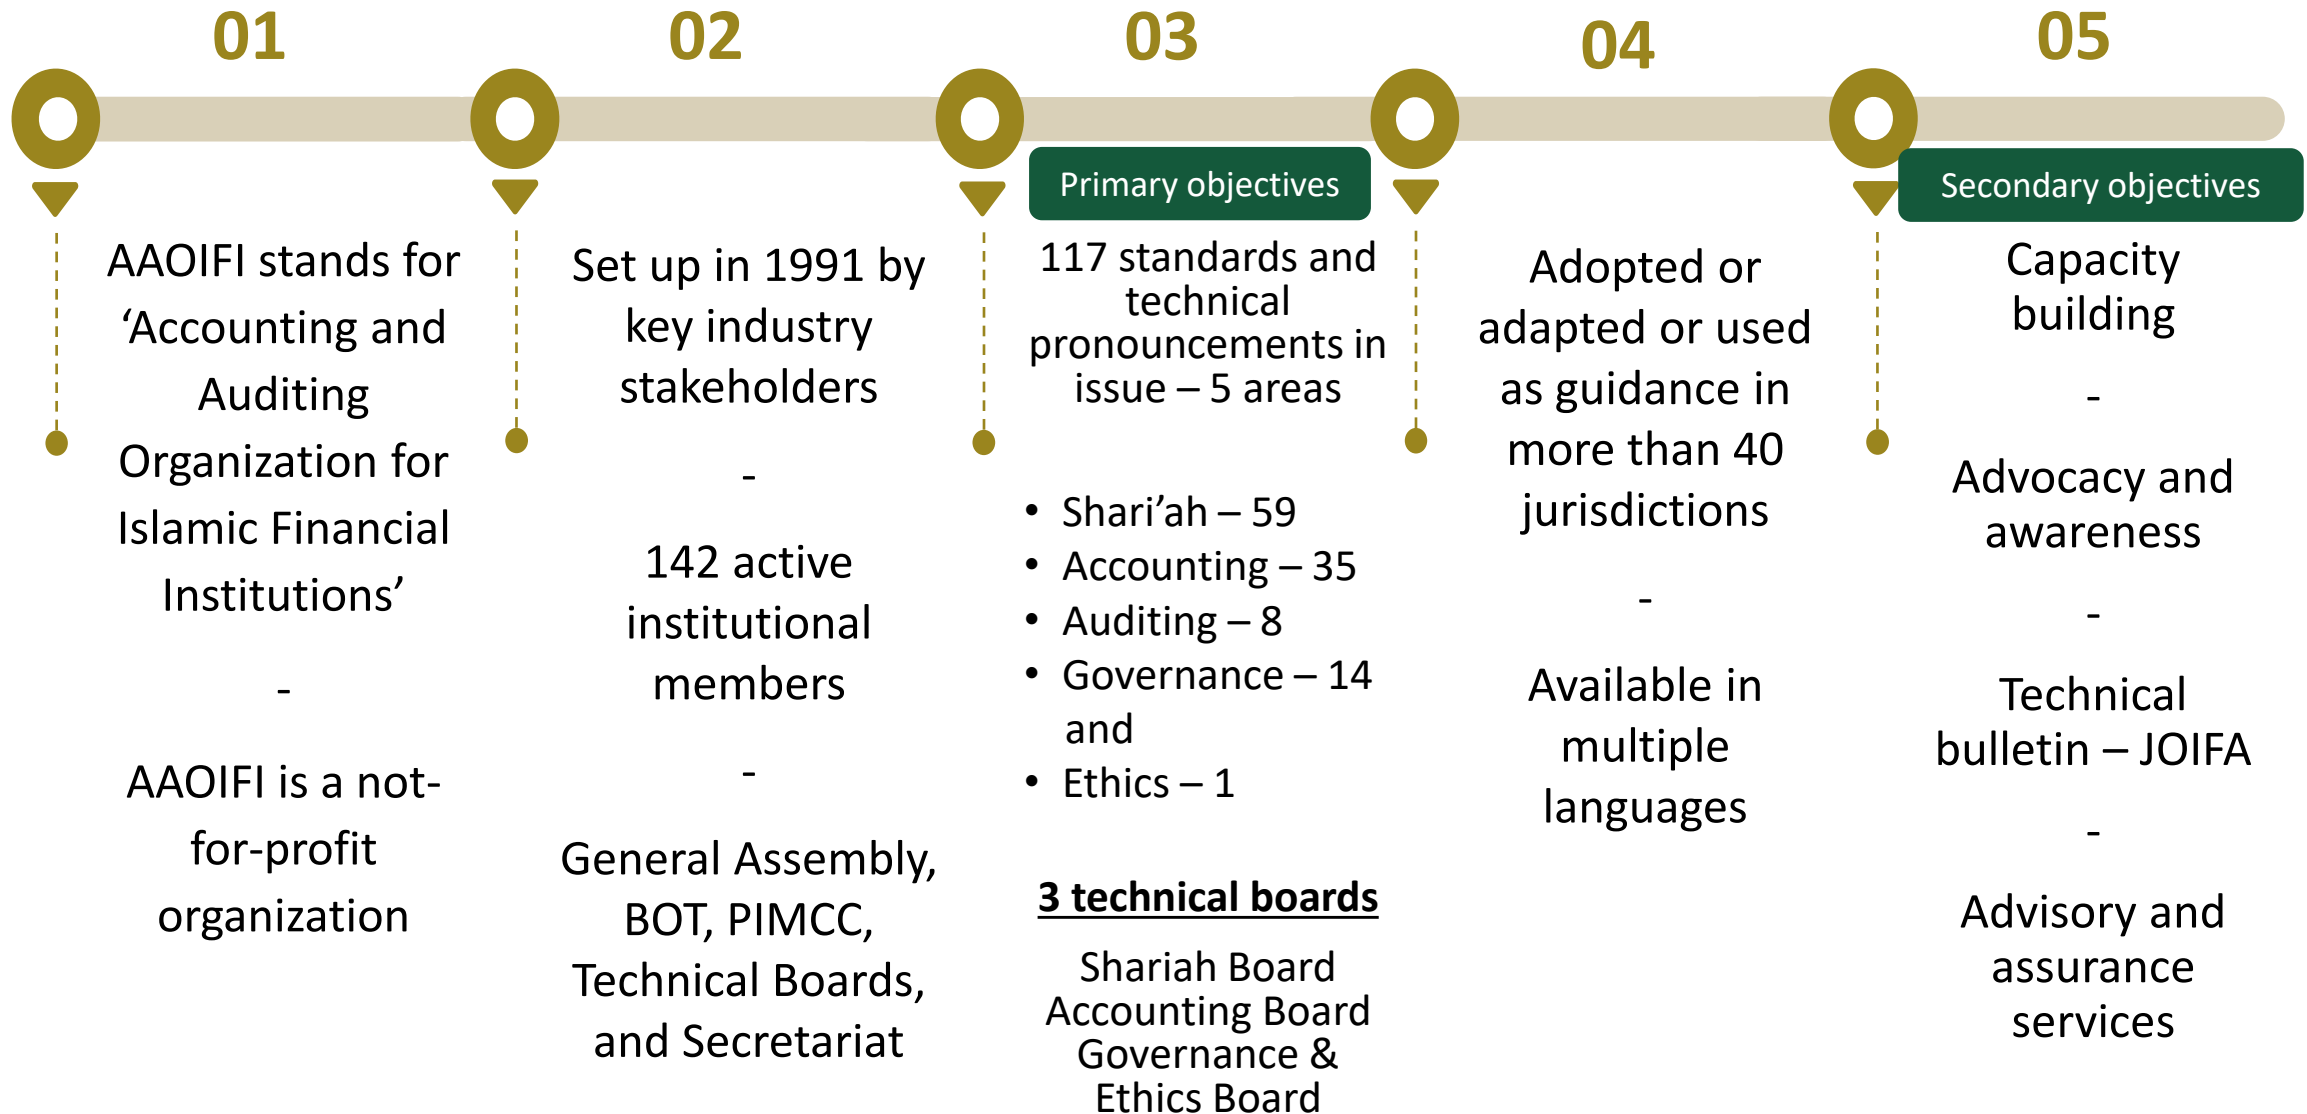 01
AAOIFI stands for
‘Accounting and
Auditing
Organization for
Islamic Financial
Institutions’
-
AAOIFI is a not-
for-profit
organization
02
Set up in 1991 by
key industry
stakeholders
-
142 active
institutional
members
-
General Assembly,
BOT, PIMCC,
Technical Boards,
and Secretariat
03
Primary objectives
117 standards and
technical
pronouncements in
issue – 5 areas
• Shari’ah – 59
• Accounting – 35
• Auditing – 8
• Governance – 14
and
• Ethics – 1
3 technical boards
Shariah Board
Accounting Board
Governance &
Ethics Board
04
Adopted or
adapted or used
as guidance in
more than 40
jurisdictions
-
Available in
multiple
languages
05
Secondary objectives
Capacity
building
-
Advocacy and
awareness
-
Technical
bulletin – JOIFA
-
Advisory and
assurance
services